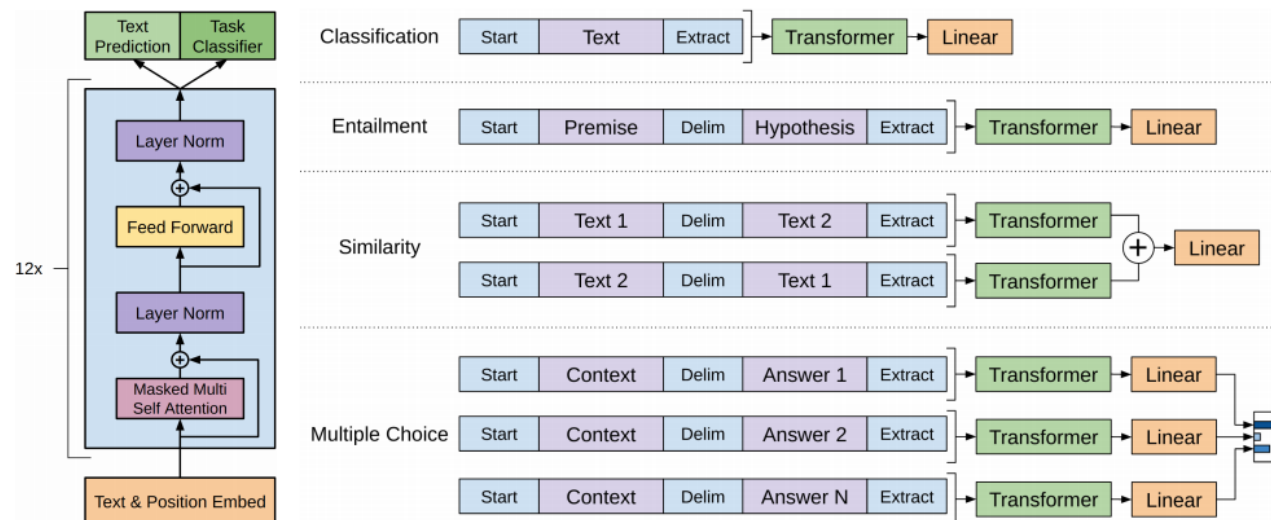 Text
Prediction
Task
Classifier
Layer Norm
+
Feed Forward
12x
Layer Norm
+
Masked Multi
Self Attention
Text & Position Embed
Classification
Start Text Extract Transformer Linear
Entailment
Start Premise Delim Hypothesis Extract Transformer Linear
Similarity
Start Text 1 Delim Text 2 Extract Transformer
+ Linear
Start Text 2 Delim Text 1 Extract Transformer
Multiple Choice
Start Context Delim Answer 1 Extract Transformer Linear
Start Context Delim Answer 2 Extract Transformer Linear
Start Context Delim Answer N Extract Transformer Linear